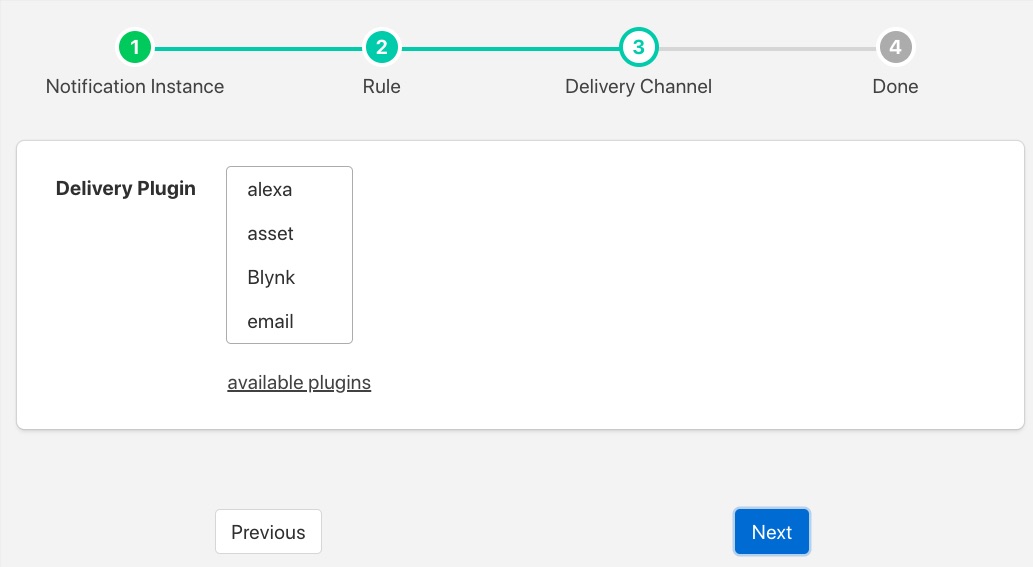 1 2 3 4
Notification Instance Rule Delivery Channel Done
Delivery Plugin
alexa
asset
Blynk
email
available plugins
Previous Next